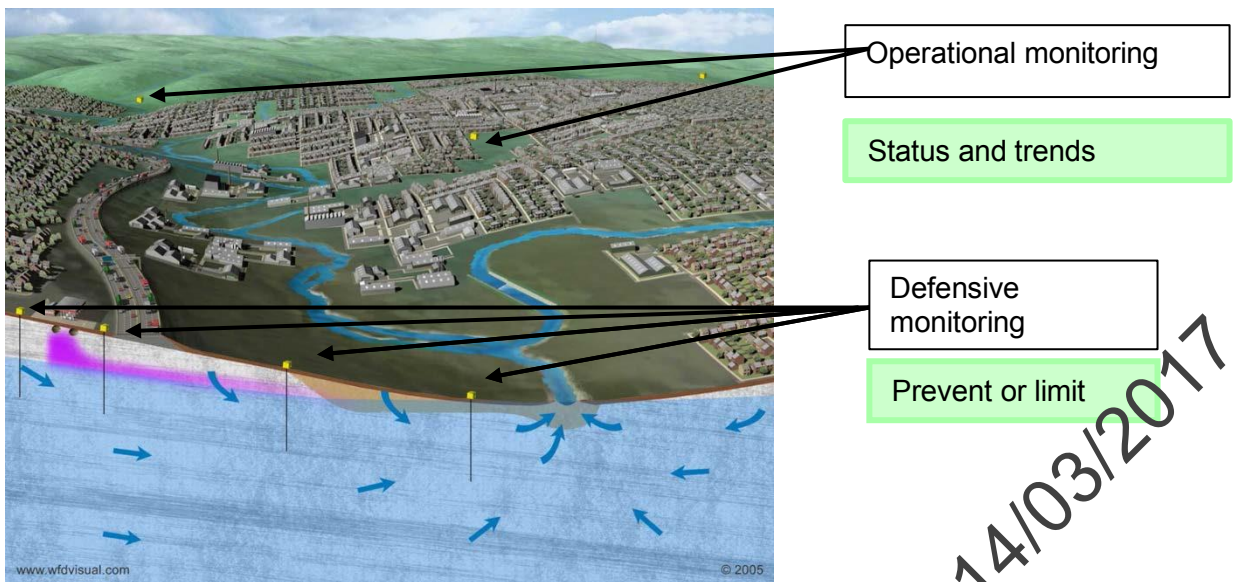 Operational monitoring
Status and trends
Defensive
monitoring
Prevent or limit
14/03/2017
www.wfdvisual.com
© 2005